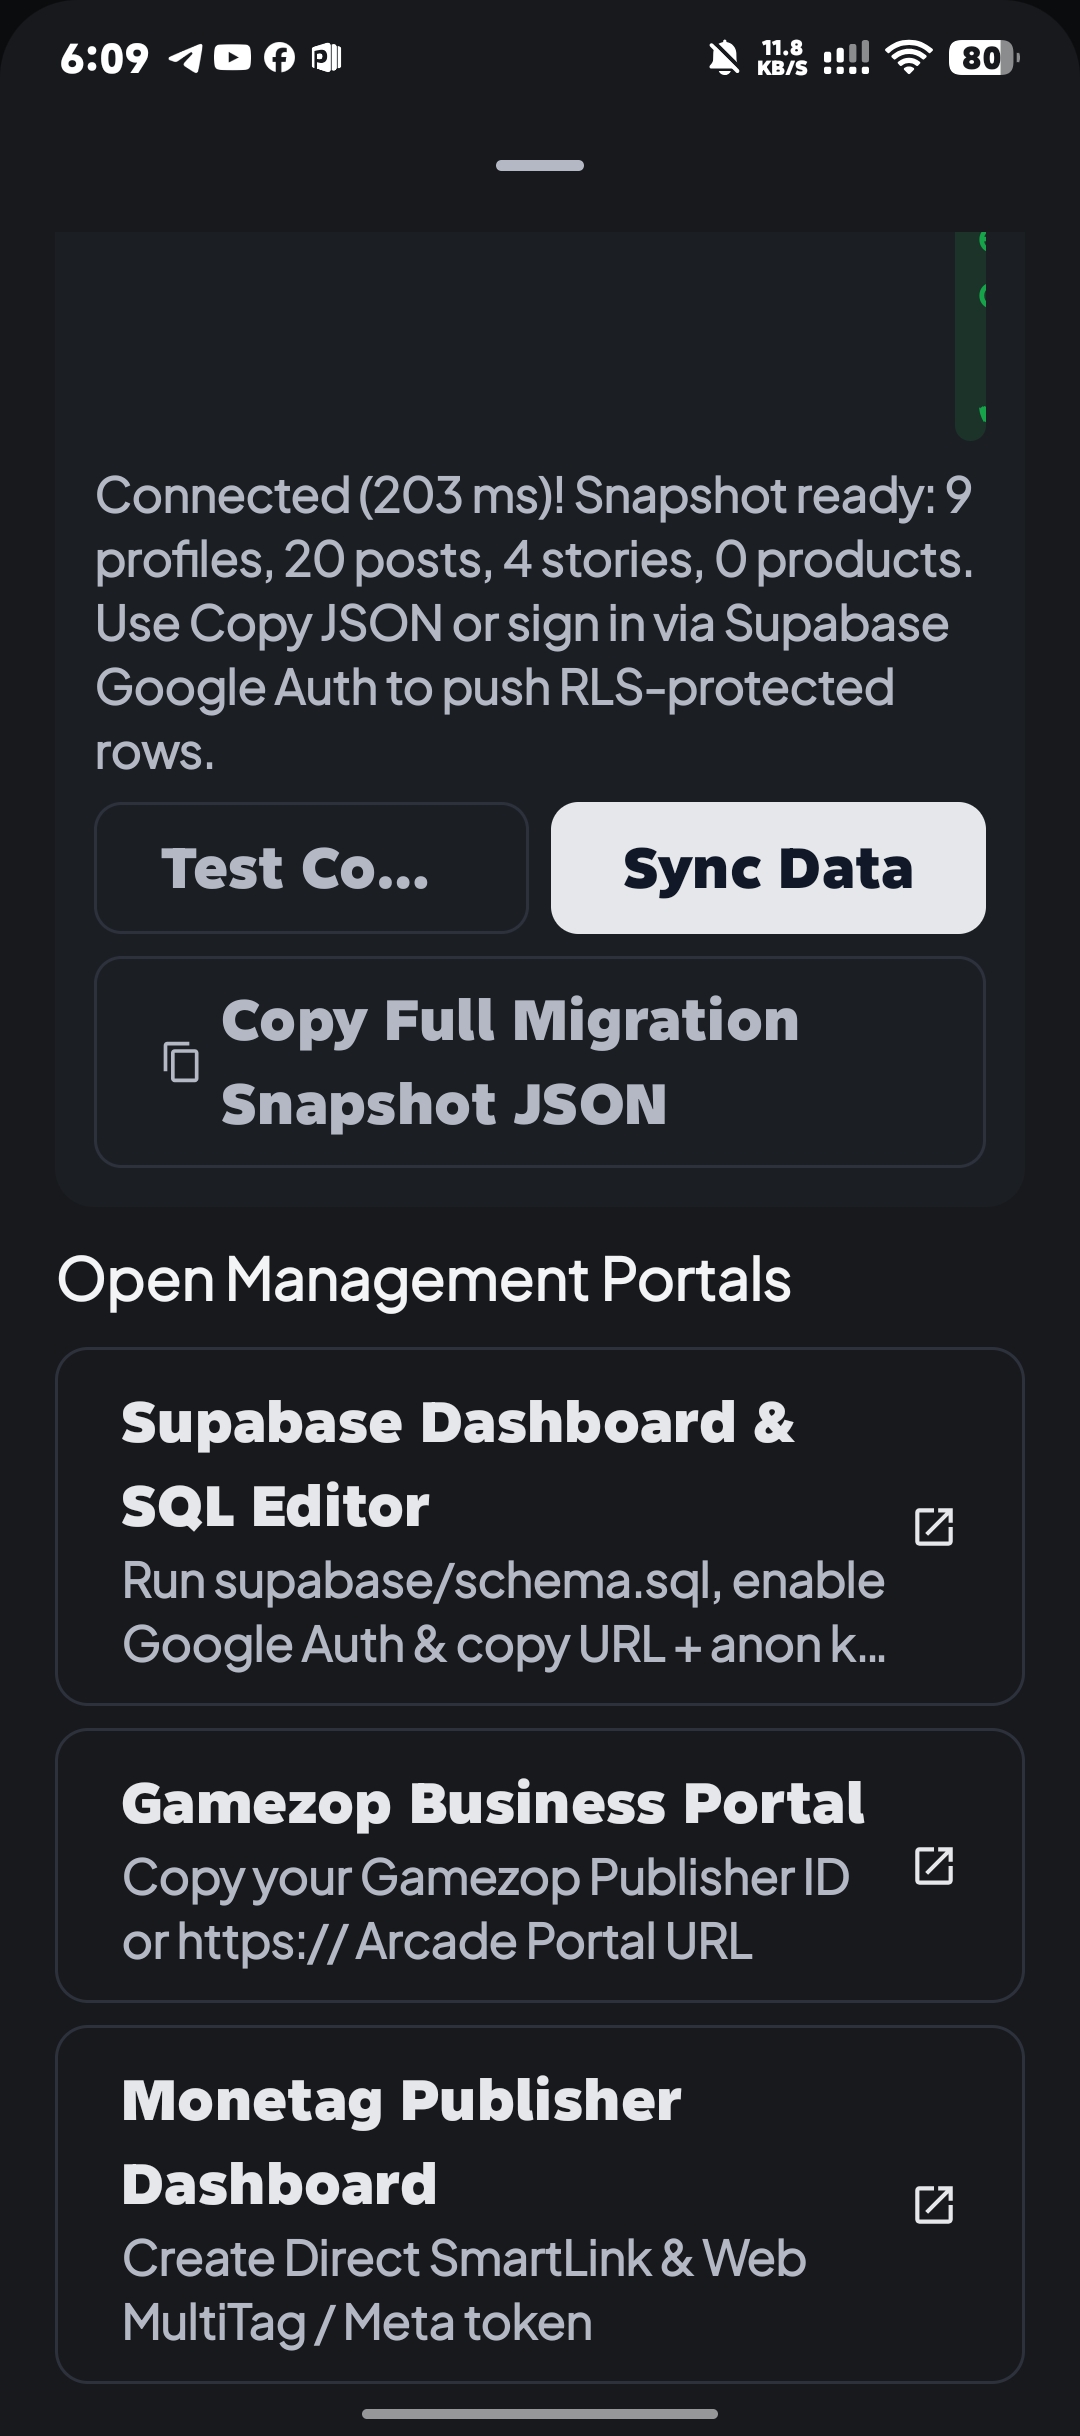 6:09
11.8
KB/S
80
Connected (203 ms)! Snapshot ready: 9
profiles, 20 posts, 4 stories, 0 products.
Use Copy JSON or sign in via Supabase
Google Auth to push RLS-protected
rows.
Test Co...
Sync Data
Copy Full Migration
Snapshot JSON
Open Management Portals
Supabase Dashboard &
SQL Editor
Run supabase/schema.sql, enable
Google Auth & copy URL + anon k...
Gamezop Business Portal
Copy your Gamezop Publisher ID
or https:// Arcade Portal URL
Monetag Publisher
Dashboard
Create Direct SmartLink & Web
MultiTag / Meta token